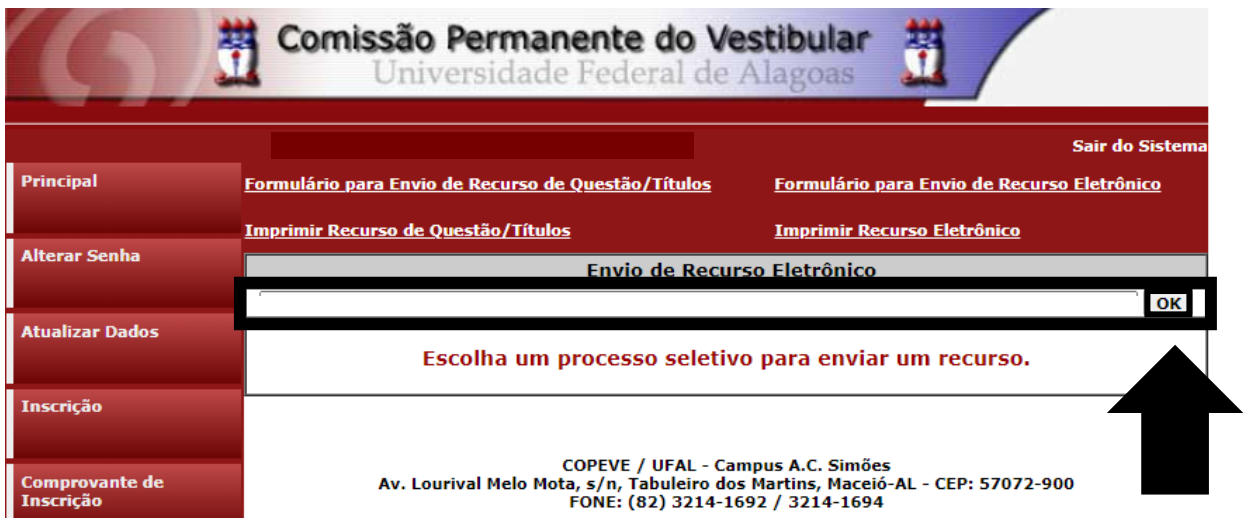 Comissão Permanente do Vestibular
Universidade Federal de Alagoas
Sair do Sistema
Principal
Formulário para Envio de Recurso de Questão/Títulos
Formulário para Envio de Recurso Eletrônico
Imprimir Recurso de Questão/Títulos
Imprimir Recurso Eletrônico
Alterar Senha
Envio de Recurso Eletrônico
OK
Atualizar Dados
Escolha um processo seletivo para enviar um recurso.
Inscrição
Comprovante de
Inscrição
COPEVE / UFAL - Campus A.C. Simões
Av. Lourival Melo Mota, s/n, Tabuleiro dos Martins, Maceió-AL - CEP: 57072-900
FONE: (82) 3214-1692 / 3214-1694